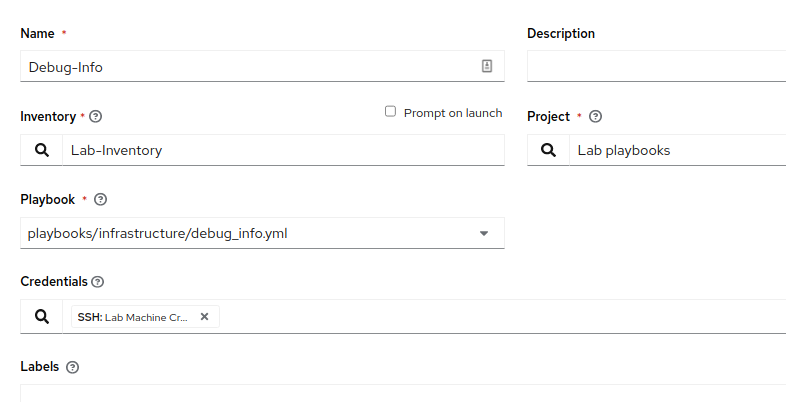 Name *
Description
Debug-Info
Inventory *
Prompt on launch
Project *
Lab-Inventory
Lab playbooks
Playbook *
playbooks/infrastructure/debug_info.yml
Credentials
SSH: Lab Machine Cr...
Labels